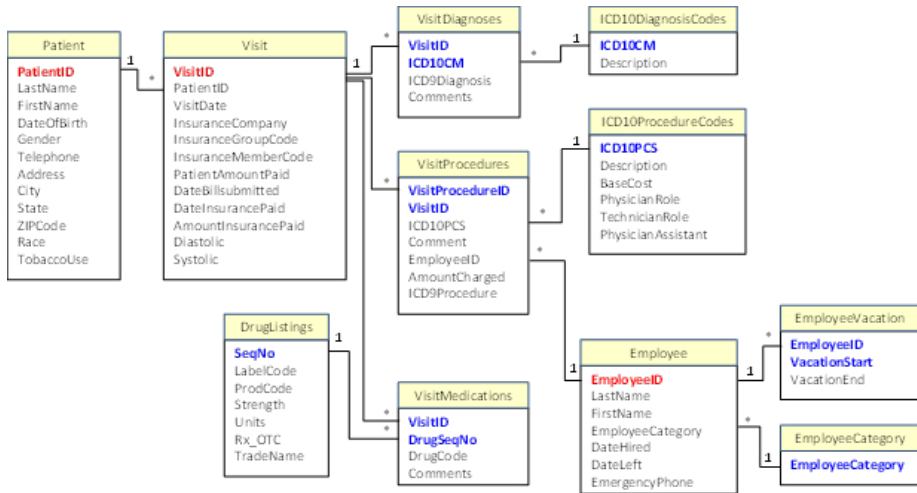 Patient
PatientID
LastName
FirstName
DateOfBirth
Gender
Telephone
Address
City
State
ZIPCode
Race
TobaccoUse
1
*
Visit
VisitID
PatientID
VisitDate
InsuranceCompany
InsuranceGroupCode
InsuranceMemberCode
PatientAmountPaid
DateBillsubmitted
DateInsurancePaid
AmountInsurancePaid
Diastolic
Systolic
1
*
VisitDiagnoses
VisitID
ICD10CM
ICD9Diagnosis
Comments
*
1
ICD10DiagnosisCodes
ICD10CM
Description
*
VisitProcedures
VisitProcedureID
VisitID
ICD10PCS
Comment
EmployeeID
AmountCharged
ICD9Procedure
*
*
1
ICD10ProcedureCodes
ICD10PCS
Description
BaseCost
PhysicianRole
TechnicianRole
PhysicianAssistant
DrugListings
SeqNo
LabelCode
ProdCode
Strength
Units
Rx_OTC
TradeName
1
*
*
VisitMedications
VisitID
DrugSeqNo
DrugCode
Comments
1
Employee
EmployeeID
LastName
FirstName
EmployeeCategory
DateHired
DateLeft
EmergencyPhone
1
*
*
1
EmployeeVacation
EmployeeID
VacationStart
VacationEnd
EmployeeCategory
EmployeeCategory